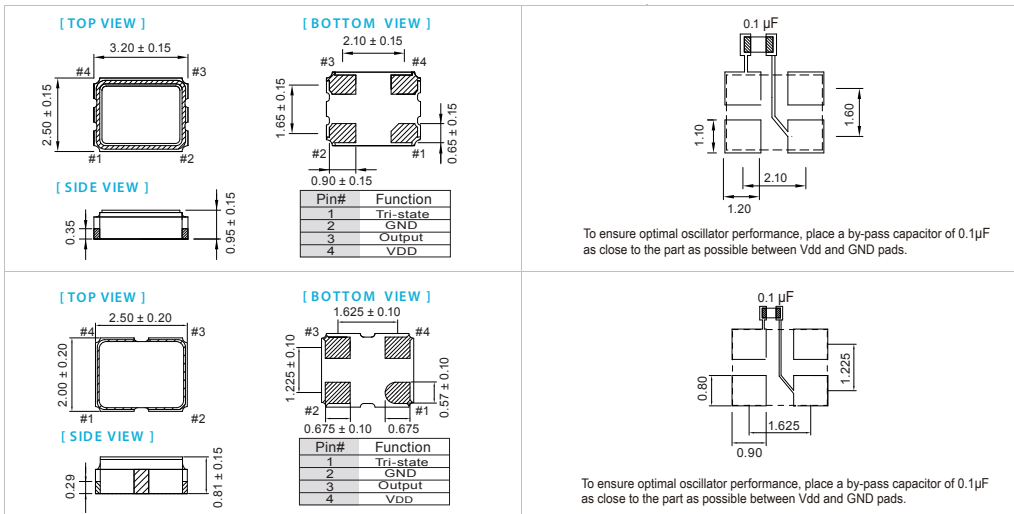 [ TOP VIEW ]
3.20 ± 0.15
#4
#3
2.50 ± 0.15
#1
#2
[ SIDE VIEW ]
0.35
0.95 ± 0.15
[ BOTTOM VIEW ]
2.10 ± 0.15
#3
#4
1.65 ± 0.15
0.65 ± 0.15
#2
#1
0.90 ± 0.15
Pin# Function
1 Tri-state
2 GND
3 Output
4 VDD
0.1 µF
1.60
1.10
2.10
1.20
To ensure optimal oscillator performance, place a by-pass capacitor of 0.1µF
as close to the part as possible between Vdd and GND pads.
[ TOP VIEW ]
2.50 ± 0.20
#4
#3
2.00 ± 0.20
#1
#2
[ SIDE VIEW ]
0.29
0.81 ± 0.15
[ BOTTOM VIEW ]
1.625 ± 0.10
#3
#4
1.225 ± 0.10
0.57 ± 0.10
#2
#1
0.675 ± 0.10
0.675
Pin# Function
1 Tri-state
2 GND
3 Output
4 VDD
0.1 µF
1.225
0.80
1.625
0.90
To ensure optimal oscillator performance, place a by-pass capacitor of 0.1µF
as close to the part as possible between Vdd and GND pads.